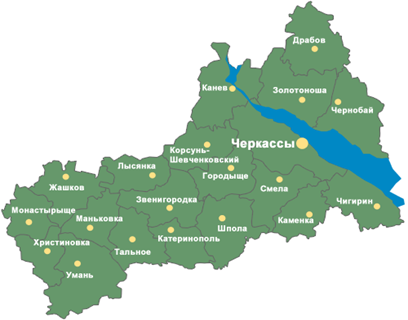 Драбов
Канев
Золотоноша
Чернобай
Черкассы
Корсунь-
Шевченковский
Лысянка
Городыще
Жашков
Смела
Звенигородка
Чигирин
Монастырыще
Маньковка
Каменка
Шпола
Катеринополь
Христиновка
Тальное
Умань